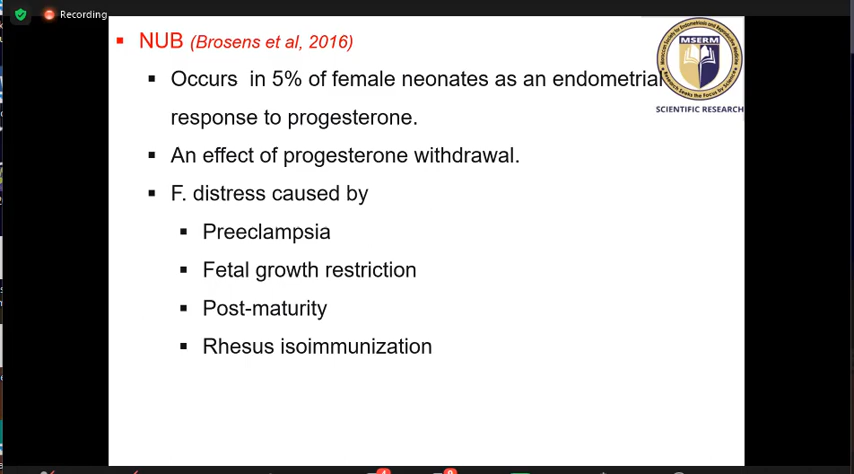 Recording
NUB (Brosens et al, 2016)
Occurs in 5% of female neonates as an endometrial
response to progesterone.
An effect of progesterone withdrawal.
F. distress caused by
Preeclampsia
Fetal growth restriction
Post-maturity
Rhesus isoimmunization
MSERM
SCIENTIFIC RESEARCH